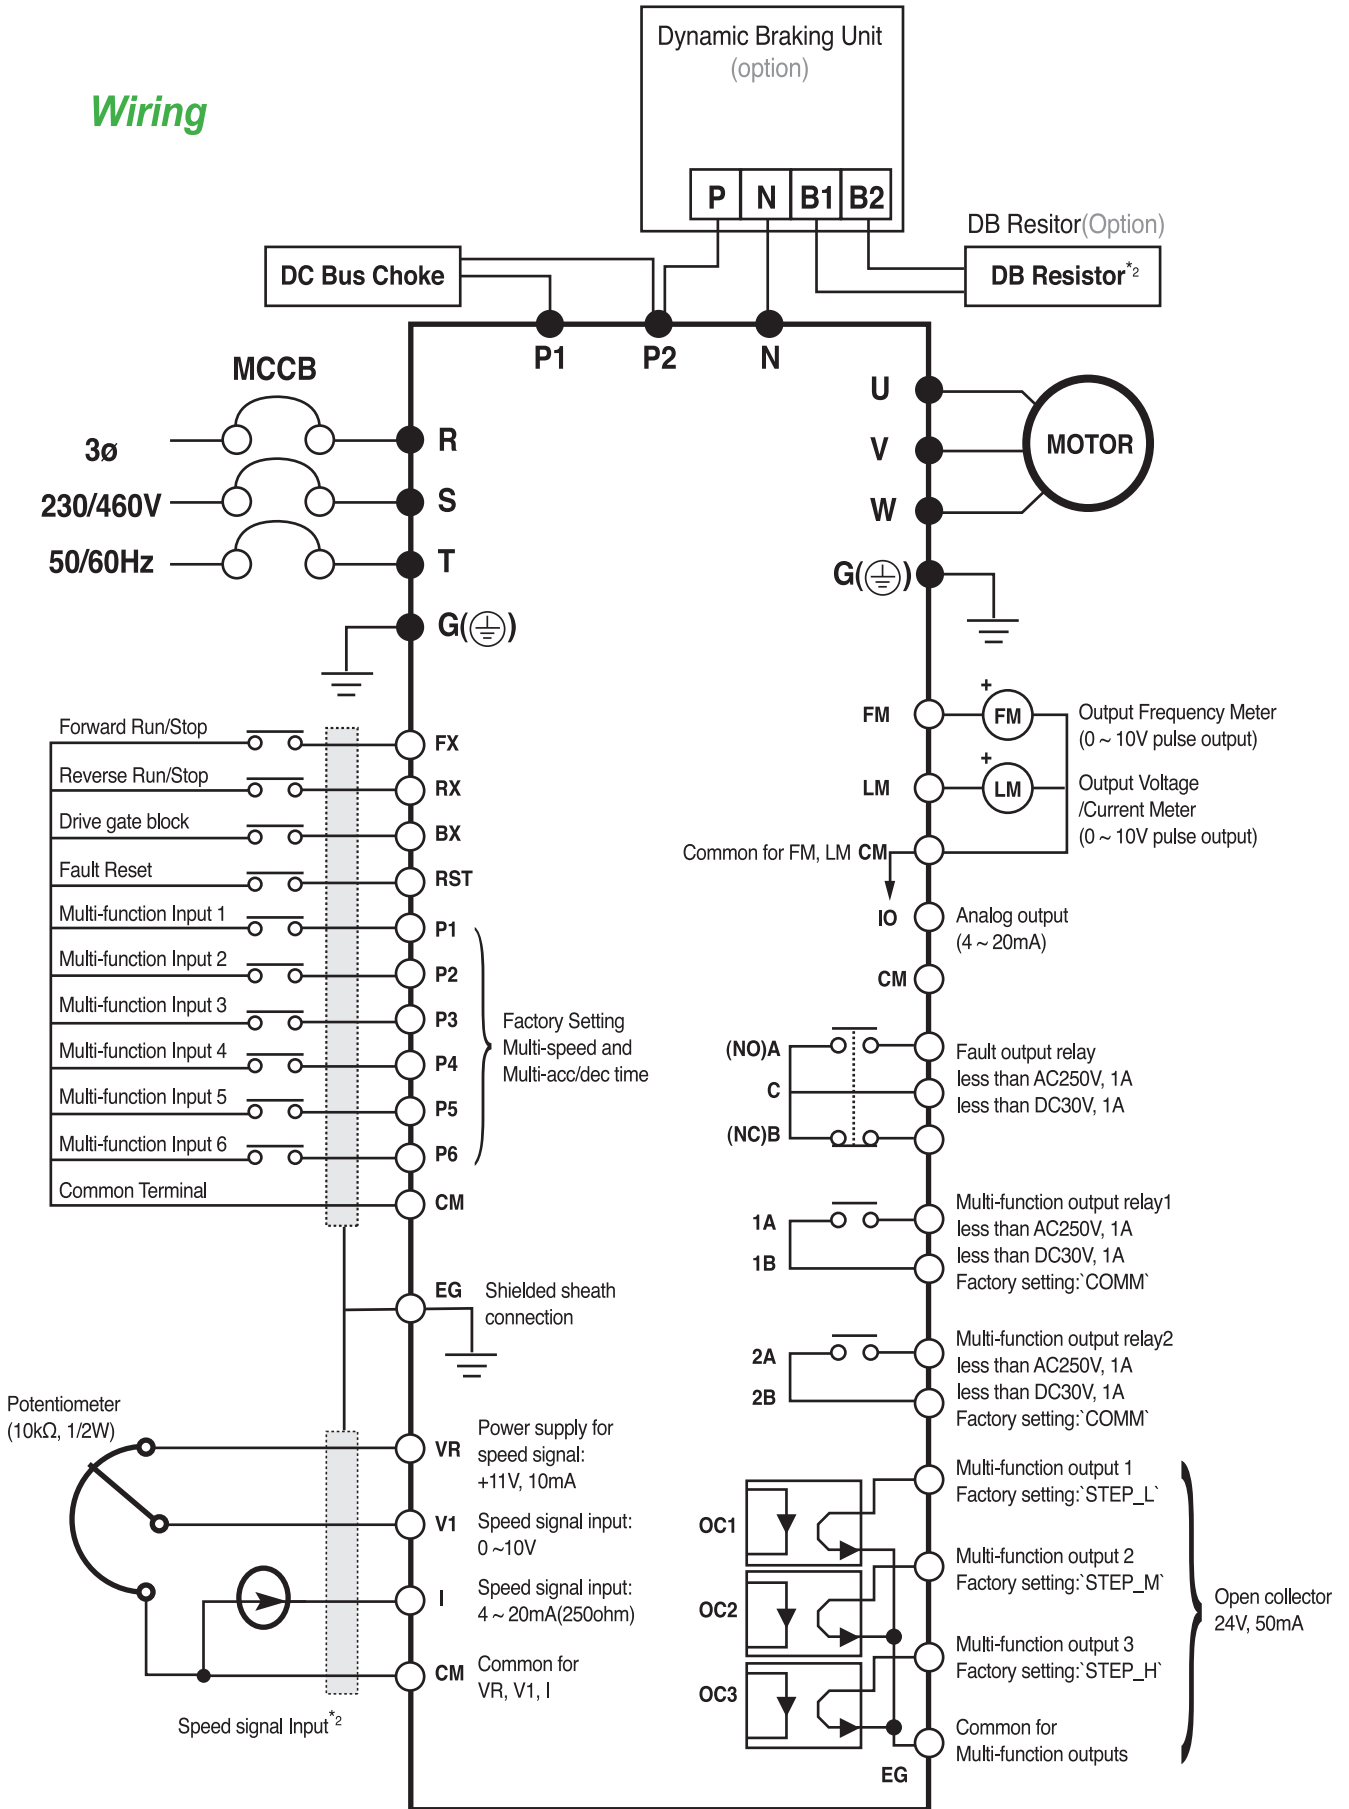 Wiring
Dynamic Braking Unit
(option)
P N B1 B2
DB Resitor(Option)
DC Bus Choke
DB Resistor*2
P1 P2 N
MCCB
3ø
230/460V
50/60Hz
R
S
T
G( )
U
V
W
G( )
MOTOR
Forward Run/Stop
FX
Reverse Run/Stop
RX
Drive gate block
BX
Fault Reset
RST
Multi-function Input 1
P1
Multi-function Input 2
P2
Multi-function Input 3
P3
Multi-function Input 4
P4
Multi-function Input 5
P5
Multi-function Input 6
P6
Common Terminal
CM
Factory Setting
Multi-speed and
Multi-acc/dec time
EG
Shielded sheath
connection
Potentiometer
(10kΩ, 1/2W)
VR
Power supply for
speed signal:
+11V, 10mA
V1
Speed signal input:
0 ~10V
I
Speed signal input:
4 ~ 20mA(250ohm)
CM
Common for
VR, V1, I
Speed signal Input*2
FM
+
FM
Output Frequency Meter
(0 ~ 10V pulse output)
LM
+
LM
Output Voltage
/Current Meter
(0 ~ 10V pulse output)
Common for FM, LM CM
IO
Analog output
(4 ~ 20mA)
CM
(NO)A
C
(NC)B
Fault output relay
less than AC250V, 1A
less than DC30V, 1A
1A
1B
Multi-function output relay1
less than AC250V, 1A
less than DC30V, 1A
Factory setting:`COMM`
2A
2B
Multi-function output relay2
less than AC250V, 1A
less than DC30V, 1A
Factory setting:`COMM`
OC1
Multi-function output 1
Factory setting:`STEP_L`
OC2
Multi-function output 2
Factory setting:`STEP_M`
OC3
Multi-function output 3
Factory setting:`STEP_H`
Common for
Multi-function outputs
EG
Open collector
24V, 50mA